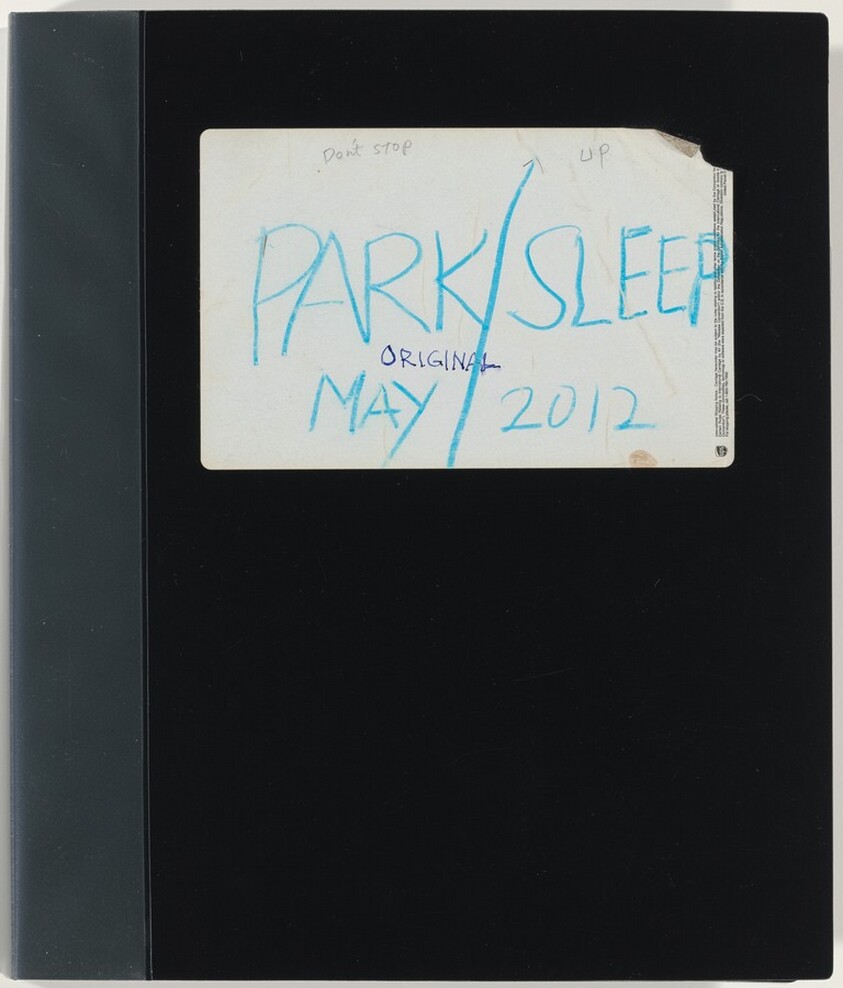 Don't STOP UP
PARK/SLEEP
ORIGINAL
MAY 2012